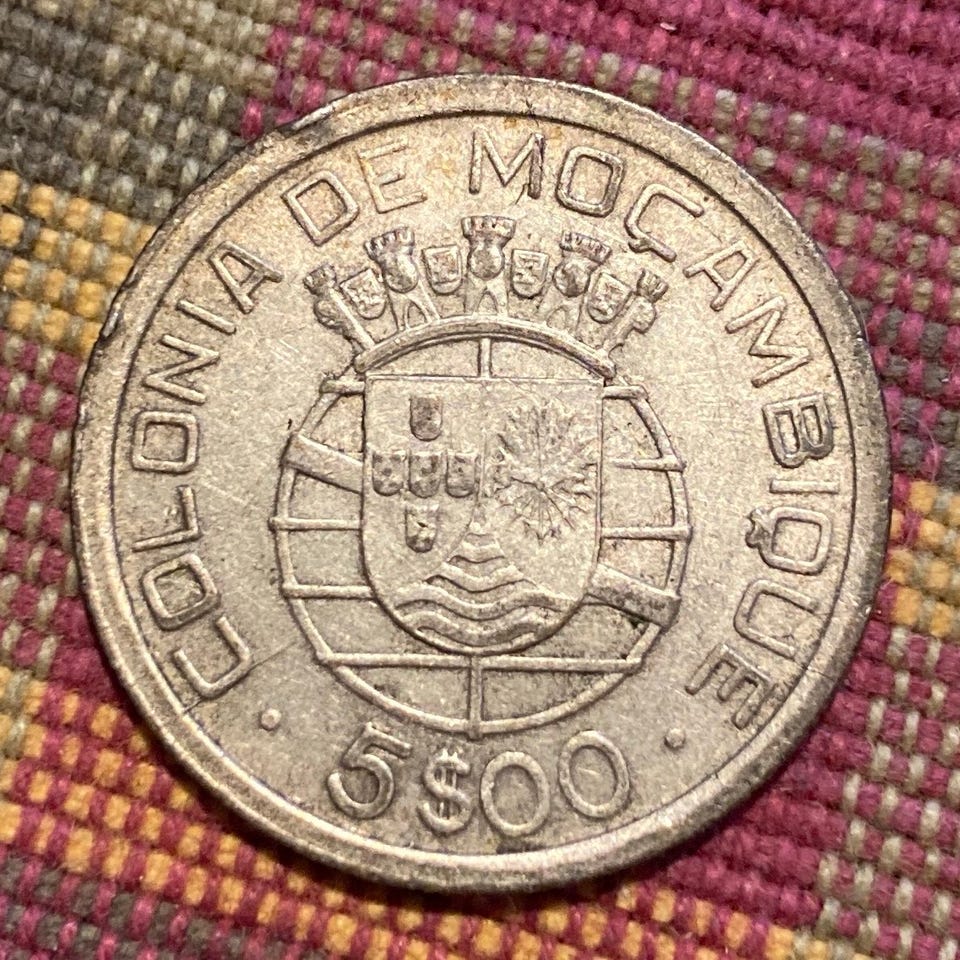 COLONIA DE MOÇAMBIQUE
· 5$00 ·